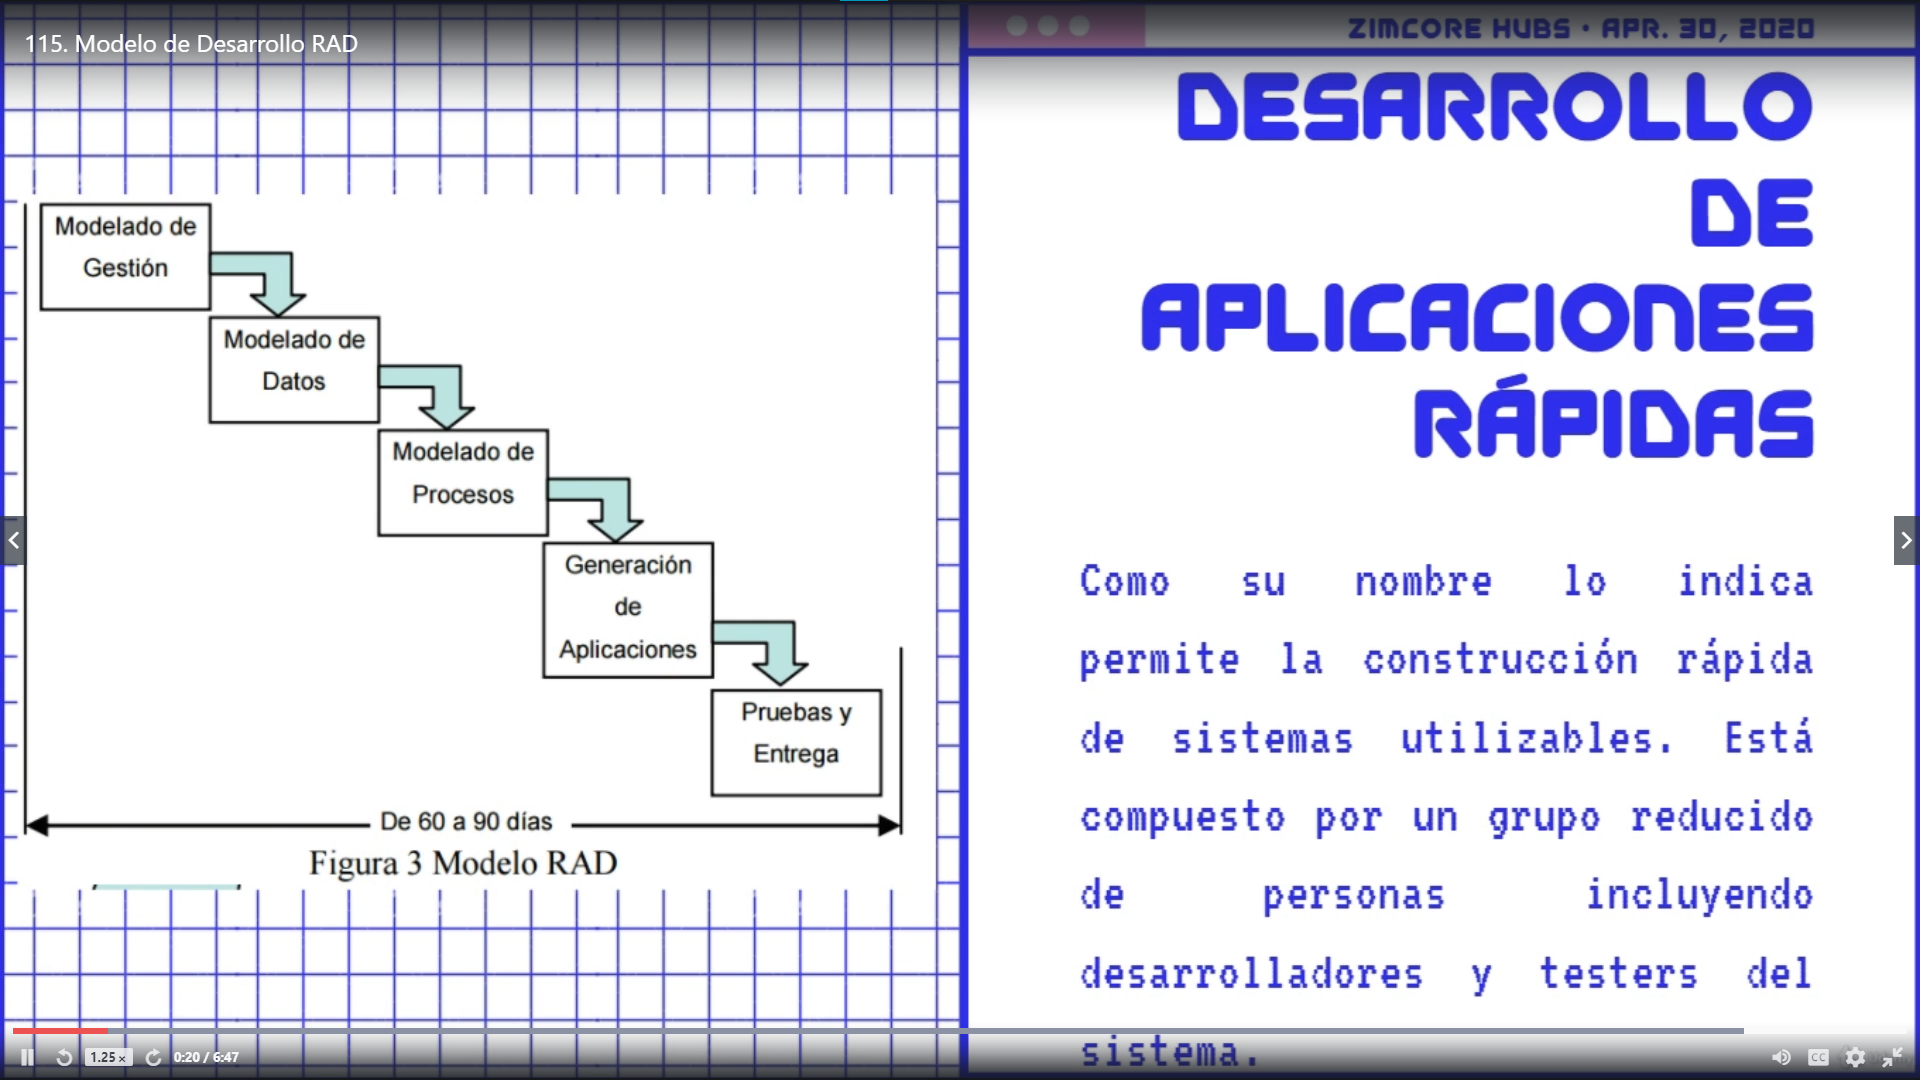 115. Modelo de Desarrollo RAD
ZIMCORE HUBS • APR. 30, 2020
Modelado de
Gestión
Modelado de
Datos
Modelado de
Procesos
Generación
de
Aplicaciones
Pruebas y
Entrega
De 60 a 90 días
Figura 3 Modelo RAD
DESARROLLO
DE
APLICACIONES
RÁPIDAS
Como su nombre lo indica
permite la construcción rápida
de sistemas utilizables. Está
compuesto por un grupo reducido
de personas incluyendo
desarrolladores y testers del
sistema.
1.25 x
0:20 / 6:47
CC